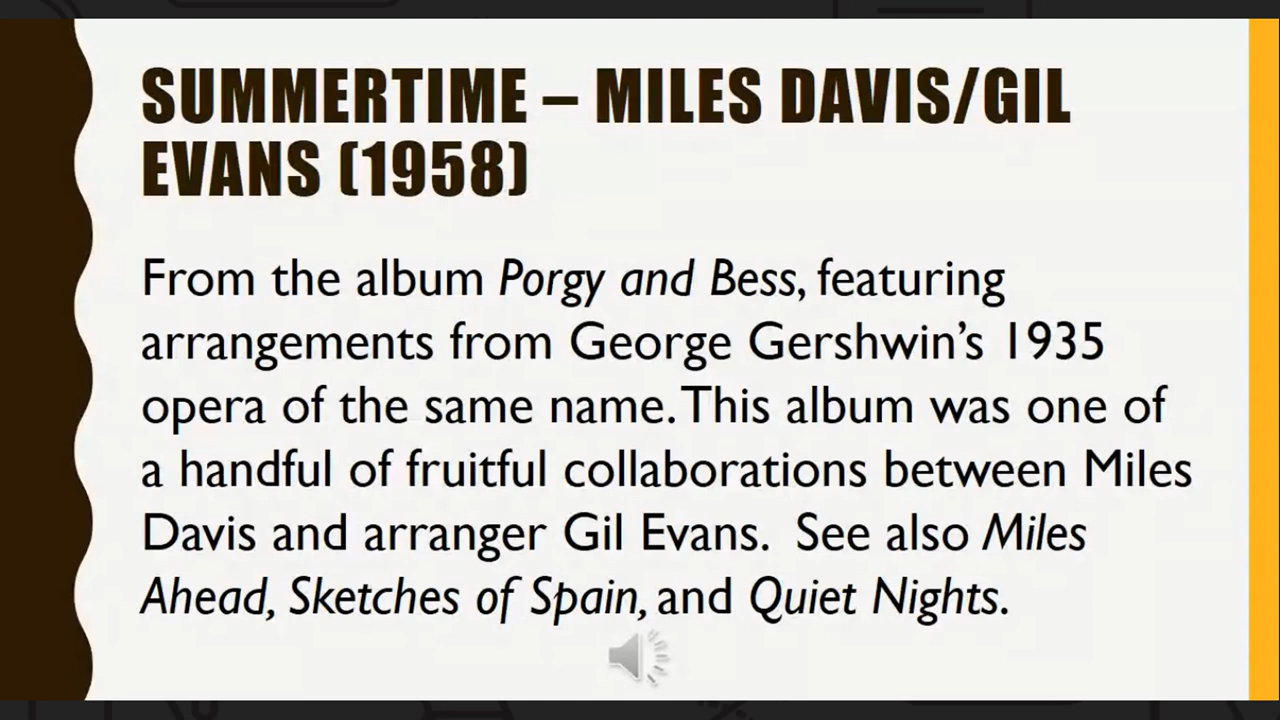 SUMMERTIME – MILES DAVIS/GIL
EVANS (1958)
From the album Porgy and Bess, featuring
arrangements from George Gershwin’s 1935
opera of the same name. This album was one of
a handful of fruitful collaborations between Miles
Davis and arranger Gil Evans.  See also Miles
Ahead, Sketches of Spain, and Quiet Nights.